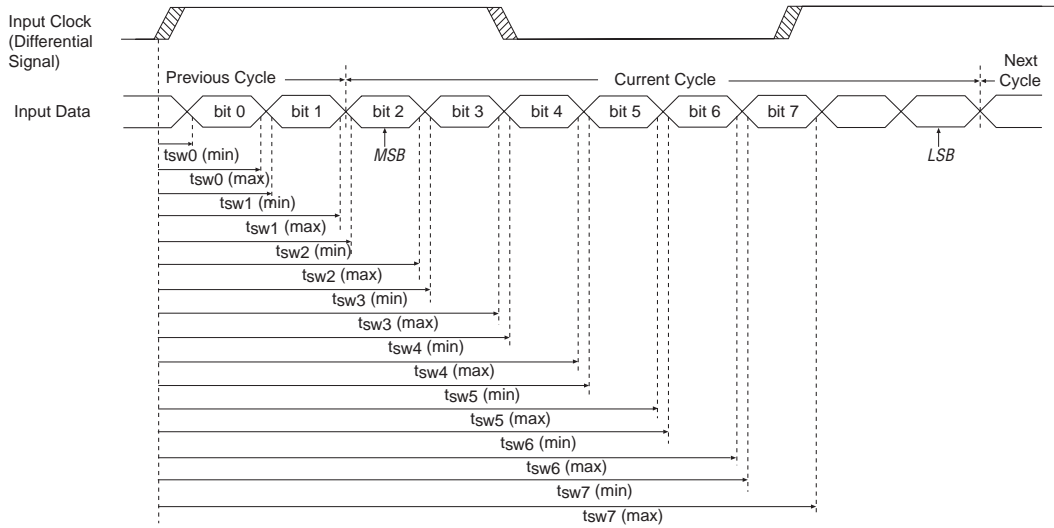 Input Clock
(Differential
Signal)
Previous Cycle
Current Cycle
Next
Cycle
Input Data
bit 0
bit 1
bit 2
bit 3
bit 4
bit 5
bit 6
bit 7
MSB
LSB
tsw0 (min)
tsw0 (max)
tsw1 (min)
tsw1 (max)
tsw2 (min)
tsw2 (max)
tsw3 (min)
tsw3 (max)
tsw4 (min)
tsw4 (max)
tsw5 (min)
tsw5 (max)
tsw6 (min)
tsw6 (max)
tsw7 (min)
tsw7 (max)